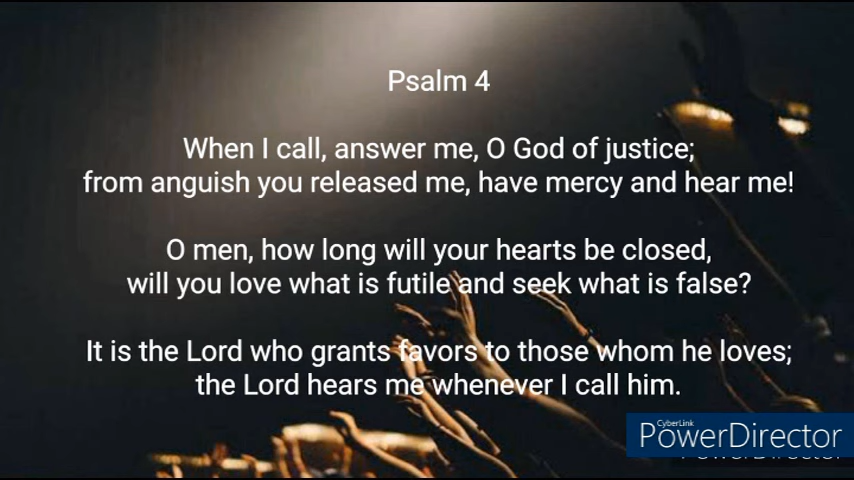 Psalm 4
When I call, answer me, O God of justice;
from anguish you released me, have mercy and hear me!
O men, how long will your hearts be closed,
will you love what is futile and seek what is false?
It is the Lord who grants favors to those whom he loves;
the Lord hears me whenever I call him.
CyberLink
PowerDirector
PowerDirector